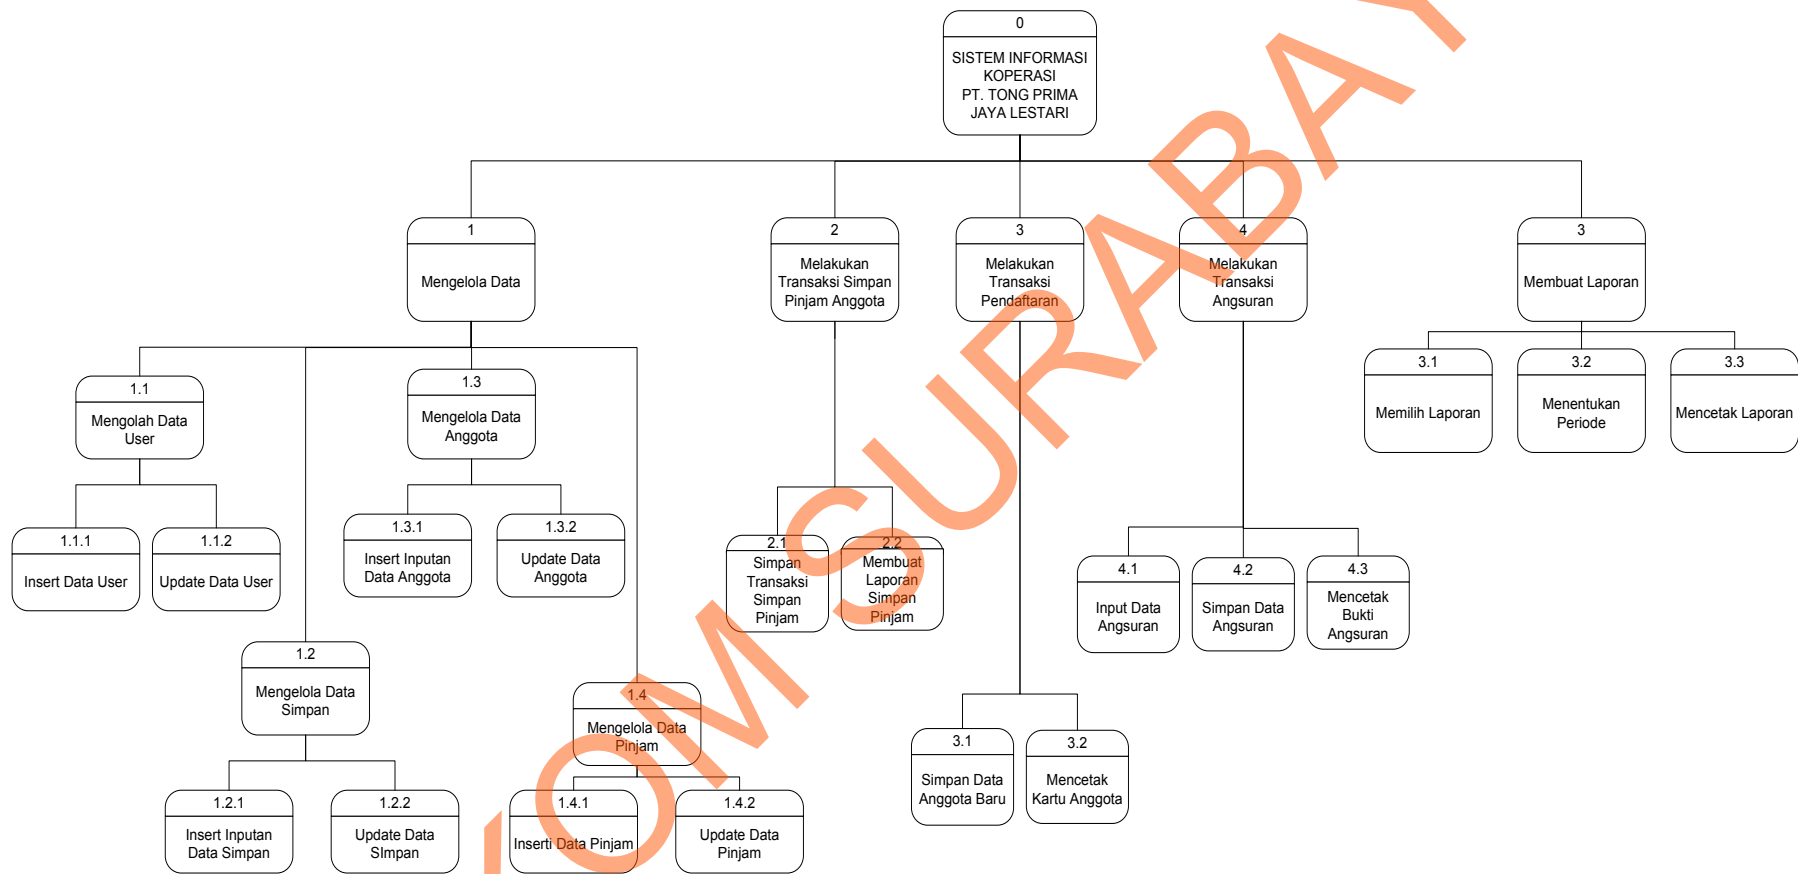 0
SISTEM INFORMASI
KOPERASI
PT. TONG PRIMA
JAYA LESTARI
1
Mengelola Data
2
Melakukan
Transaksi Simpan
Pinjam Anggota
3
Melakukan
Transaksi
Pendaftaran
4
Melakukan
Transaksi
Angsuran
3
Membuat Laporan
1.1
Mengolah Data
User
1.3
Mengelola Data
Anggota
3.1
Memilih Laporan
3.2
Menentukan
Periode
3.3
Mencetak Laporan
1.1.1
Insert Data User
1.1.2
Update Data User
1.3.1
Insert Inputan
Data Anggota
1.3.2
Update Data
Anggota
2.1
Simpan
Transaksi
Simpan
Pinjam
2.2
Membuat
Laporan
Simpan
Pinjam
4.1
Input Data
Angsuran
4.2
Simpan Data
Angsuran
4.3
Mencetak
Bukti
Angsuran
1.2
Mengelola Data
Simpan
1.4
Mengelola Data
Pinjam
3.1
Simpan Data
Anggota Baru
3.2
Mencetak
Kartu Anggota
1.2.1
Insert Inputan
Data Simpan
1.2.2
Update Data
SImpan
1.4.1
Inserti Data Pinjam
1.4.2
Update Data
Pinjam
OM SURABAY